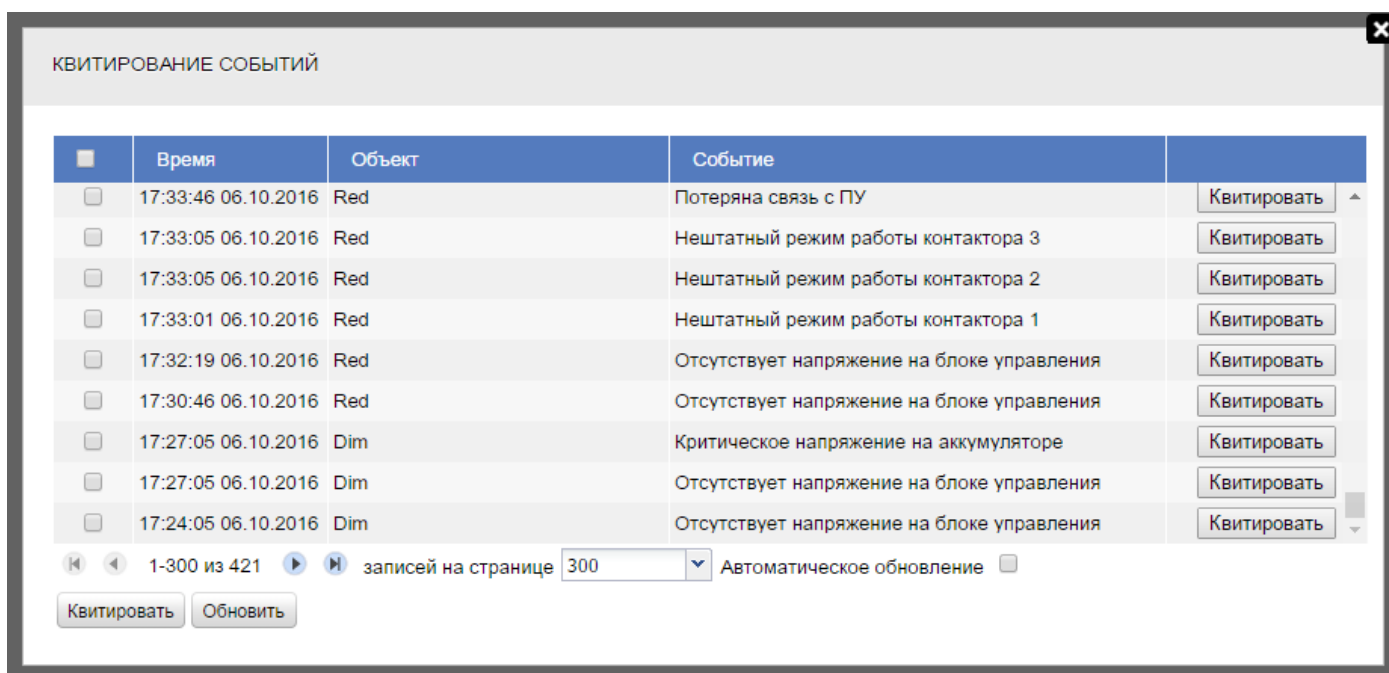 КВИТИРОВАНИЕ СОБЫТИЙ
Время Объект Событие
17:33:46 06.10.2016 Red Потеряна связь с ПУ Квитировать
17:33:05 06.10.2016 Red Нештатный режим работы контактора 3 Квитировать
17:33:05 06.10.2016 Red Нештатный режим работы контактора 2 Квитировать
17:33:01 06.10.2016 Red Нештатный режим работы контактора 1 Квитировать
17:32:19 06.10.2016 Red Отсутствует напряжение на блоке управления Квитировать
17:30:46 06.10.2016 Red Отсутствует напряжение на блоке управления Квитировать
17:27:05 06.10.2016 Dim Критическое напряжение на аккумуляторе Квитировать
17:27:05 06.10.2016 Dim Отсутствует напряжение на блоке управления Квитировать
17:24:05 06.10.2016 Dim Отсутствует напряжение на блоке управления Квитировать
1-300 из 421 записей на странице 300 Автоматическое обновление
Квитировать Обновить